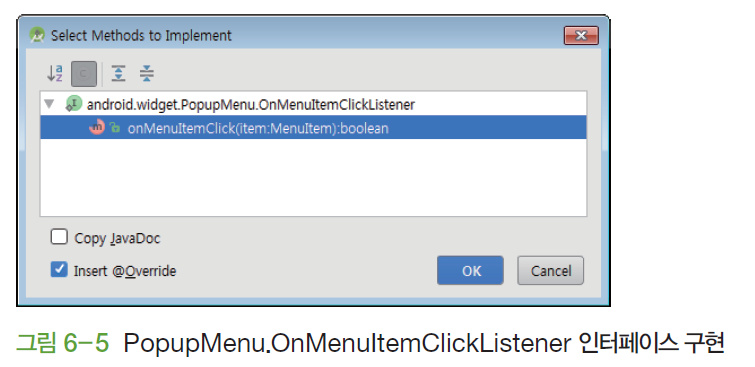 Select Methods to Implement
android.widget.PopupMenu.OnMenuItemClickListener
onMenuItemClick(item:MenuItem):boolean
Copy JavaDoc
Insert @Override
OK
Cancel
그림 6-5 PopupMenu.OnMenuItemClickListener 인터페이스 구현